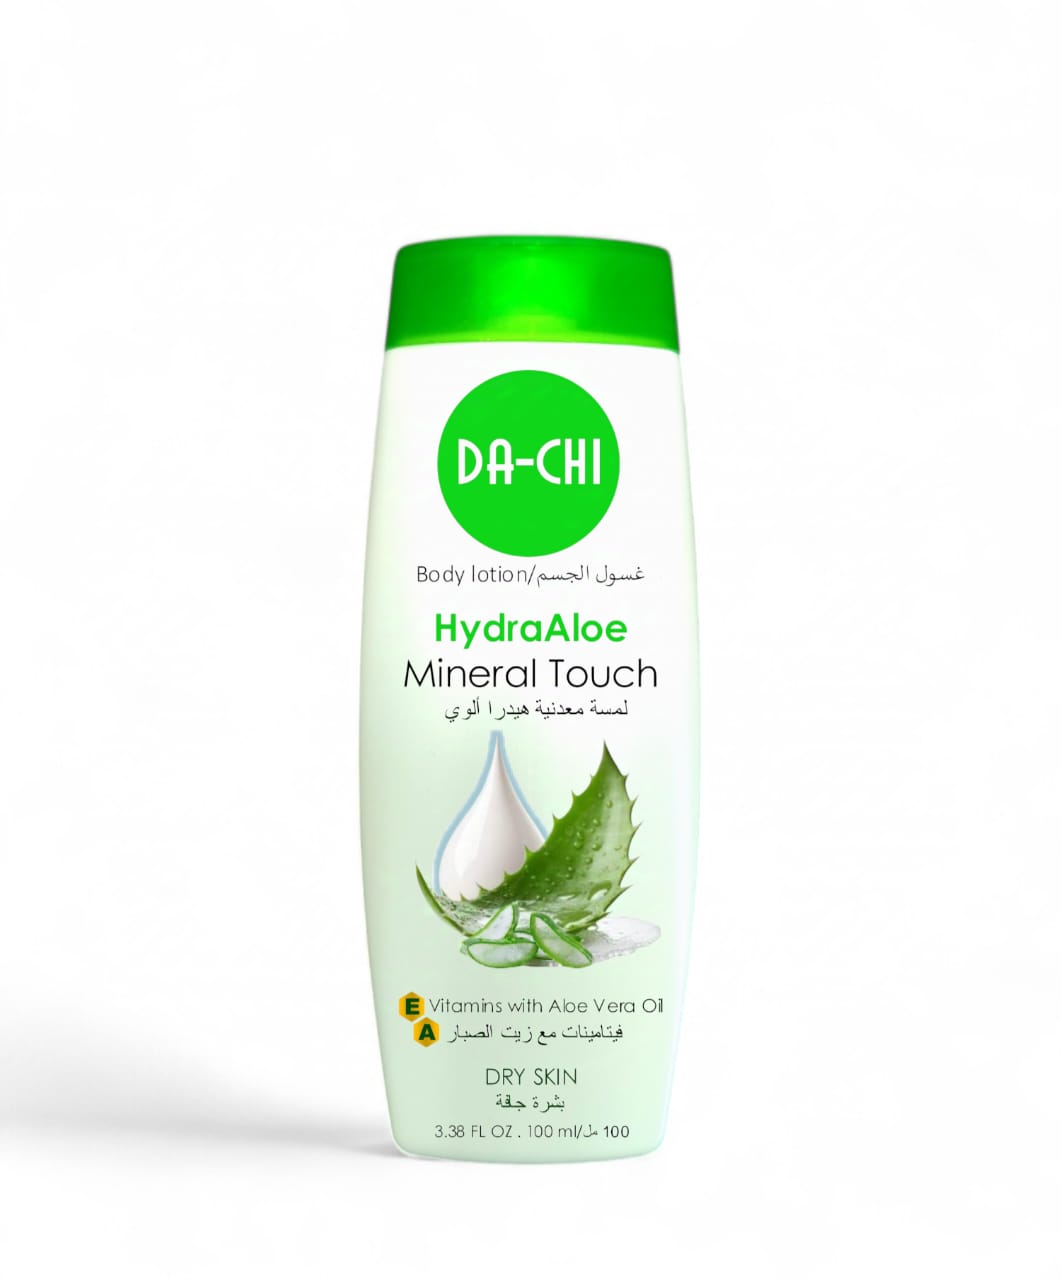 DA-CHI
Body lotion/غسول الجسم
HydraAloe
Mineral Touch
لمسة معدنية هيدرا ألوي
E Vitamins with Aloe Vera Oil
A فيتامينات مع زيت الصبار
DRY SKIN
بشرة جافة
3.38 FL OZ . 100 ml/مل 100